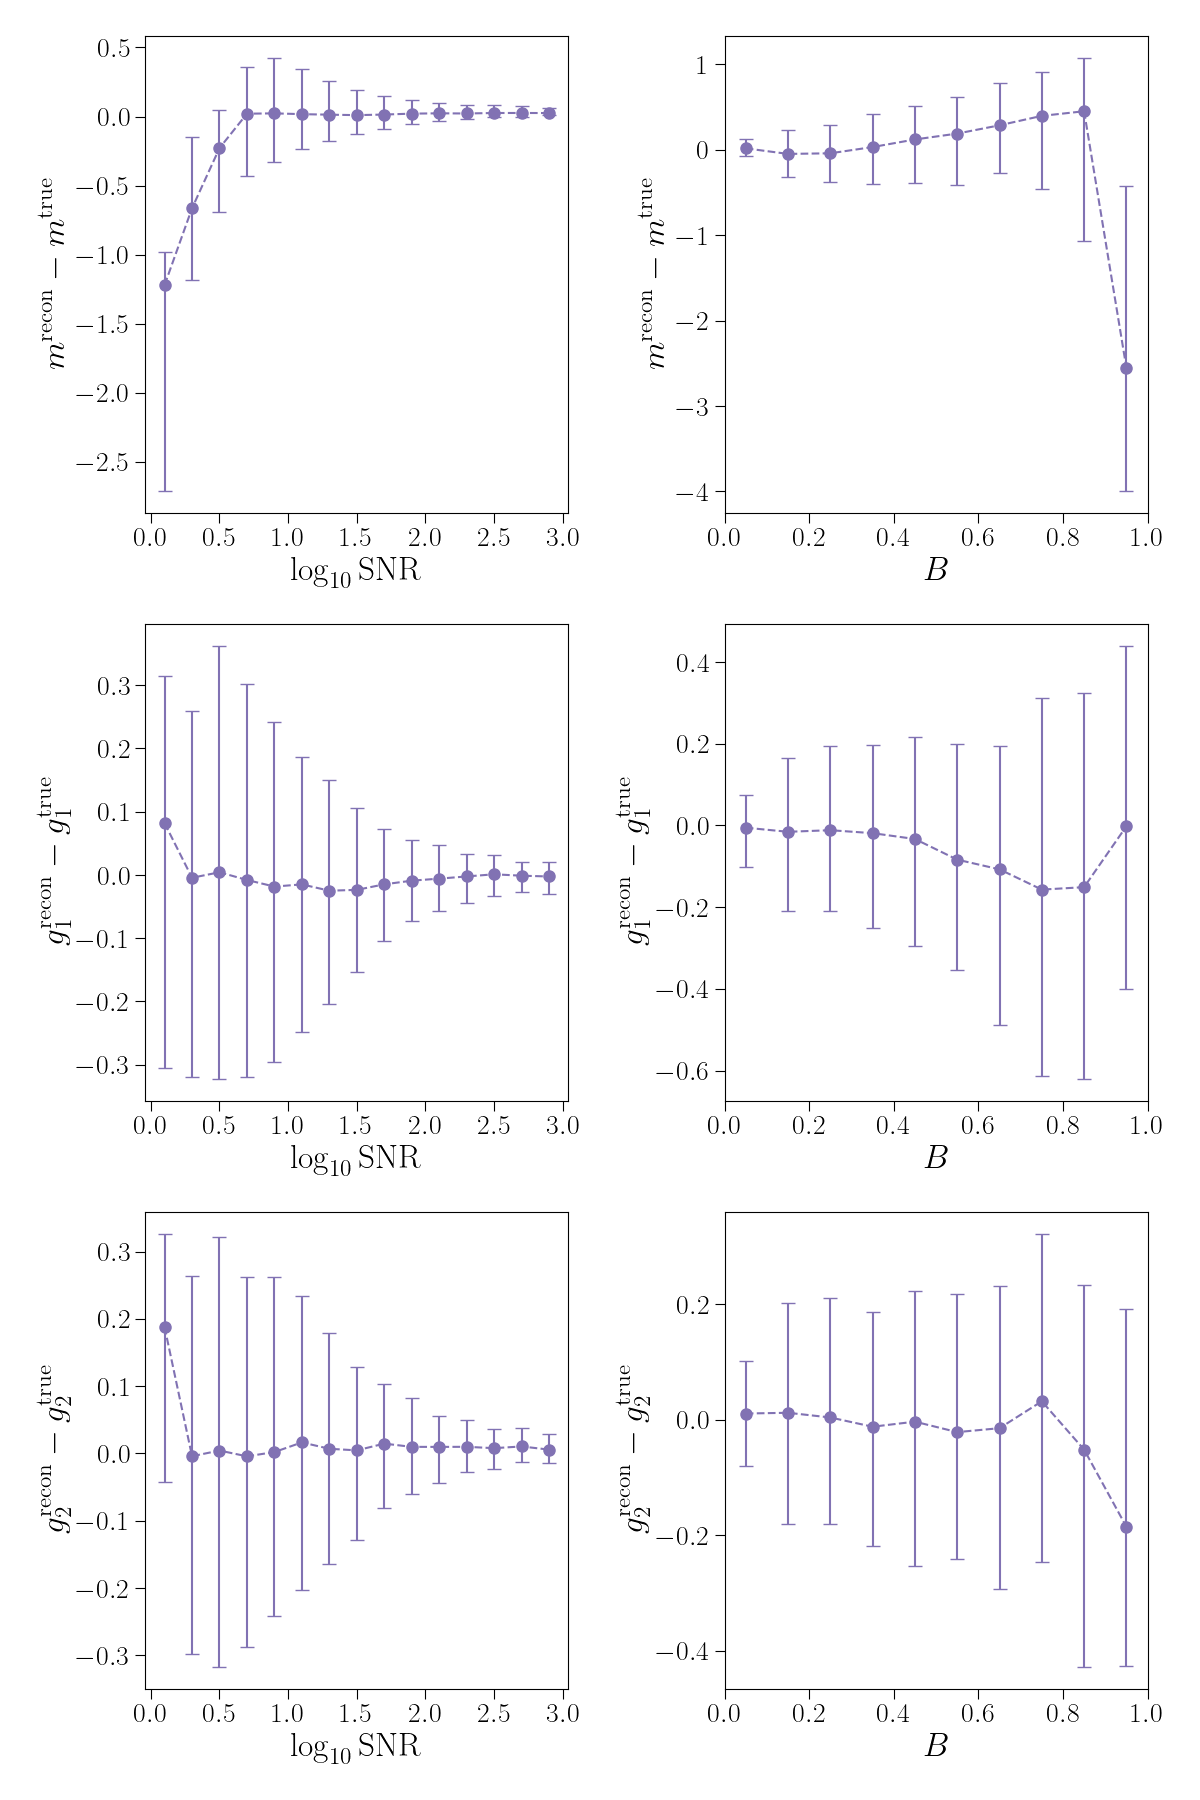 0.5
0.0
−0.5
−1.0
−1.5
−2.0
−2.5
m^recon − m^true
0.0 0.5 1.0 1.5 2.0 2.5 3.0
log₁₀ SNR
1
0
−1
−2
−3
−4
m^recon − m^true
0.0 0.2 0.4 0.6 0.8 1.0
B
0.3
0.2
0.1
0.0
−0.1
−0.2
−0.3
g₁^recon − g₁^true
0.0 0.5 1.0 1.5 2.0 2.5 3.0
log₁₀ SNR
0.4
0.2
0.0
−0.2
−0.4
−0.6
g₁^recon − g₁^true
0.0 0.2 0.4 0.6 0.8 1.0
B
0.3
0.2
0.1
0.0
−0.1
−0.2
−0.3
g₂^recon − g₂^true
0.0 0.5 1.0 1.5 2.0 2.5 3.0
log₁₀ SNR
0.2
0.0
−0.2
−0.4
g₂^recon − g₂^true
0.0 0.2 0.4 0.6 0.8 1.0
B